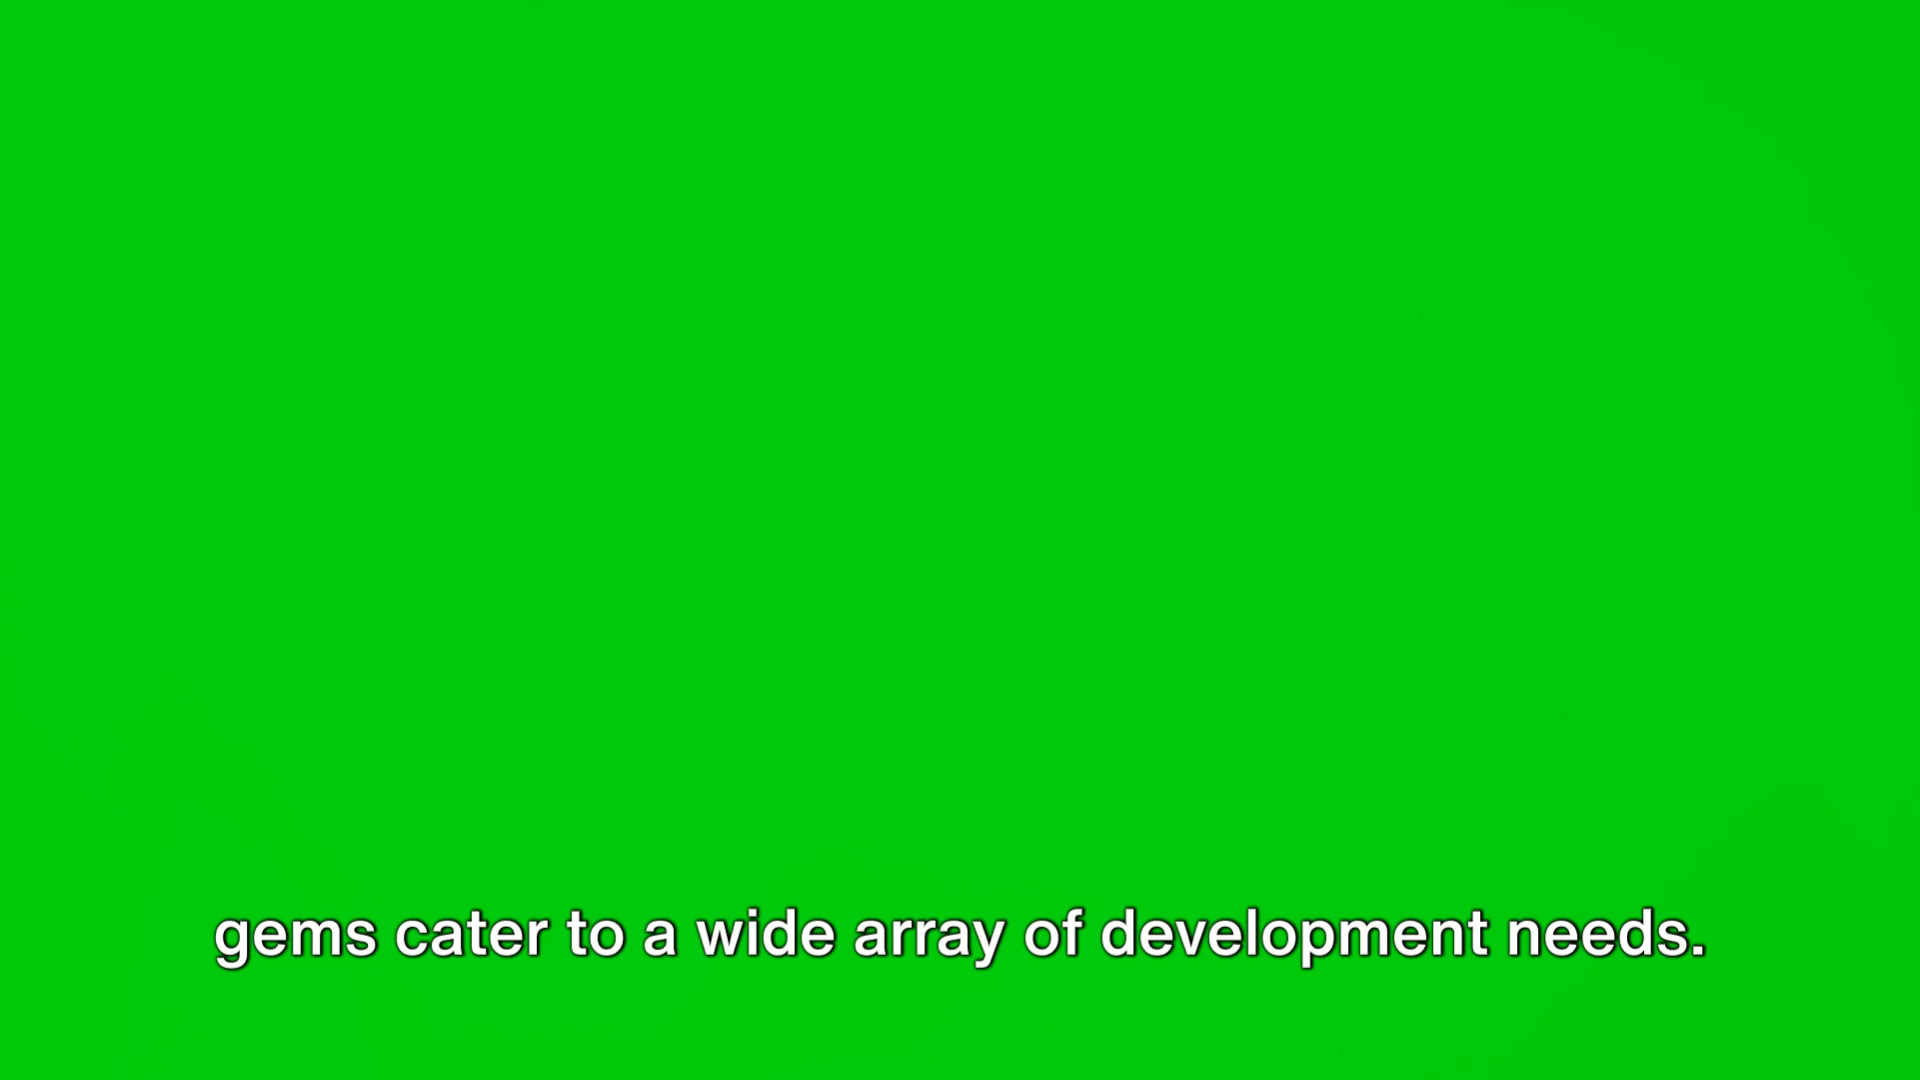 gems cater to a wide array of development needs.